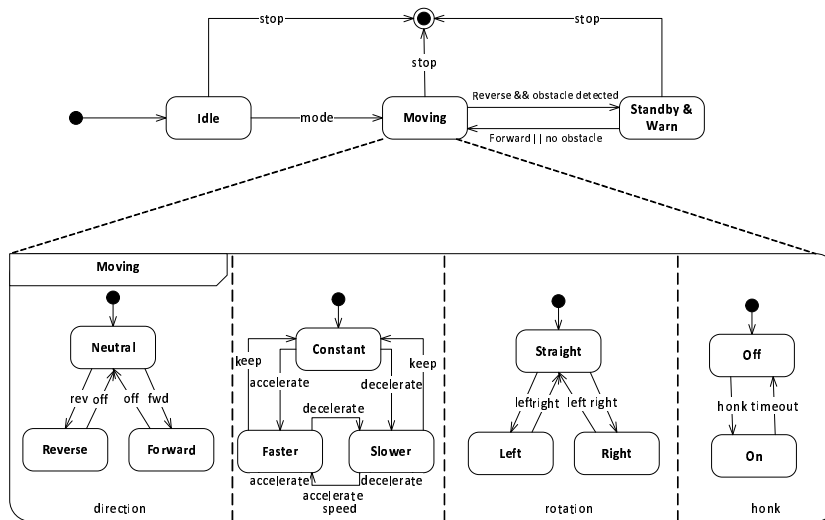 stop
stop
stop
Reverse && obstacle detected
Idle
mode
Moving
Standby &
Warn
Forward || no obstacle
Moving
Neutral
rev
off
off
fwd
Reverse
Forward
direction
Constant
keep
keep
accelerate
decelerate
decelerate
Faster
Slower
accelerate
decelerate
accelerate
speed
Straight
left
right
left
right
Left
Right
rotation
Off
honk
timeout
On
honk